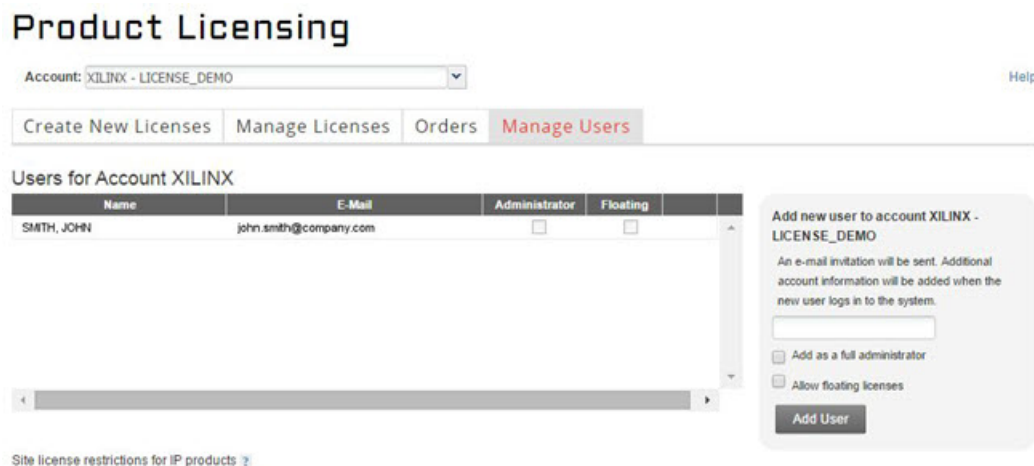 Product Licensing
Account: XILINX - LICENSE_DEMO
Help
Create New Licenses Manage Licenses Orders Manage Users
Users for Account XILINX
Name E-Mail Administrator Floating
SMITH, JOHN john.smith@company.com
Add new user to account XILINX -
LICENSE_DEMO
An e-mail invitation will be sent. Additional
account information will be added when the
new user logs in to the system.
Add as a full administrator
Allow floating licenses
Add User
Site license restrictions for IP products ?